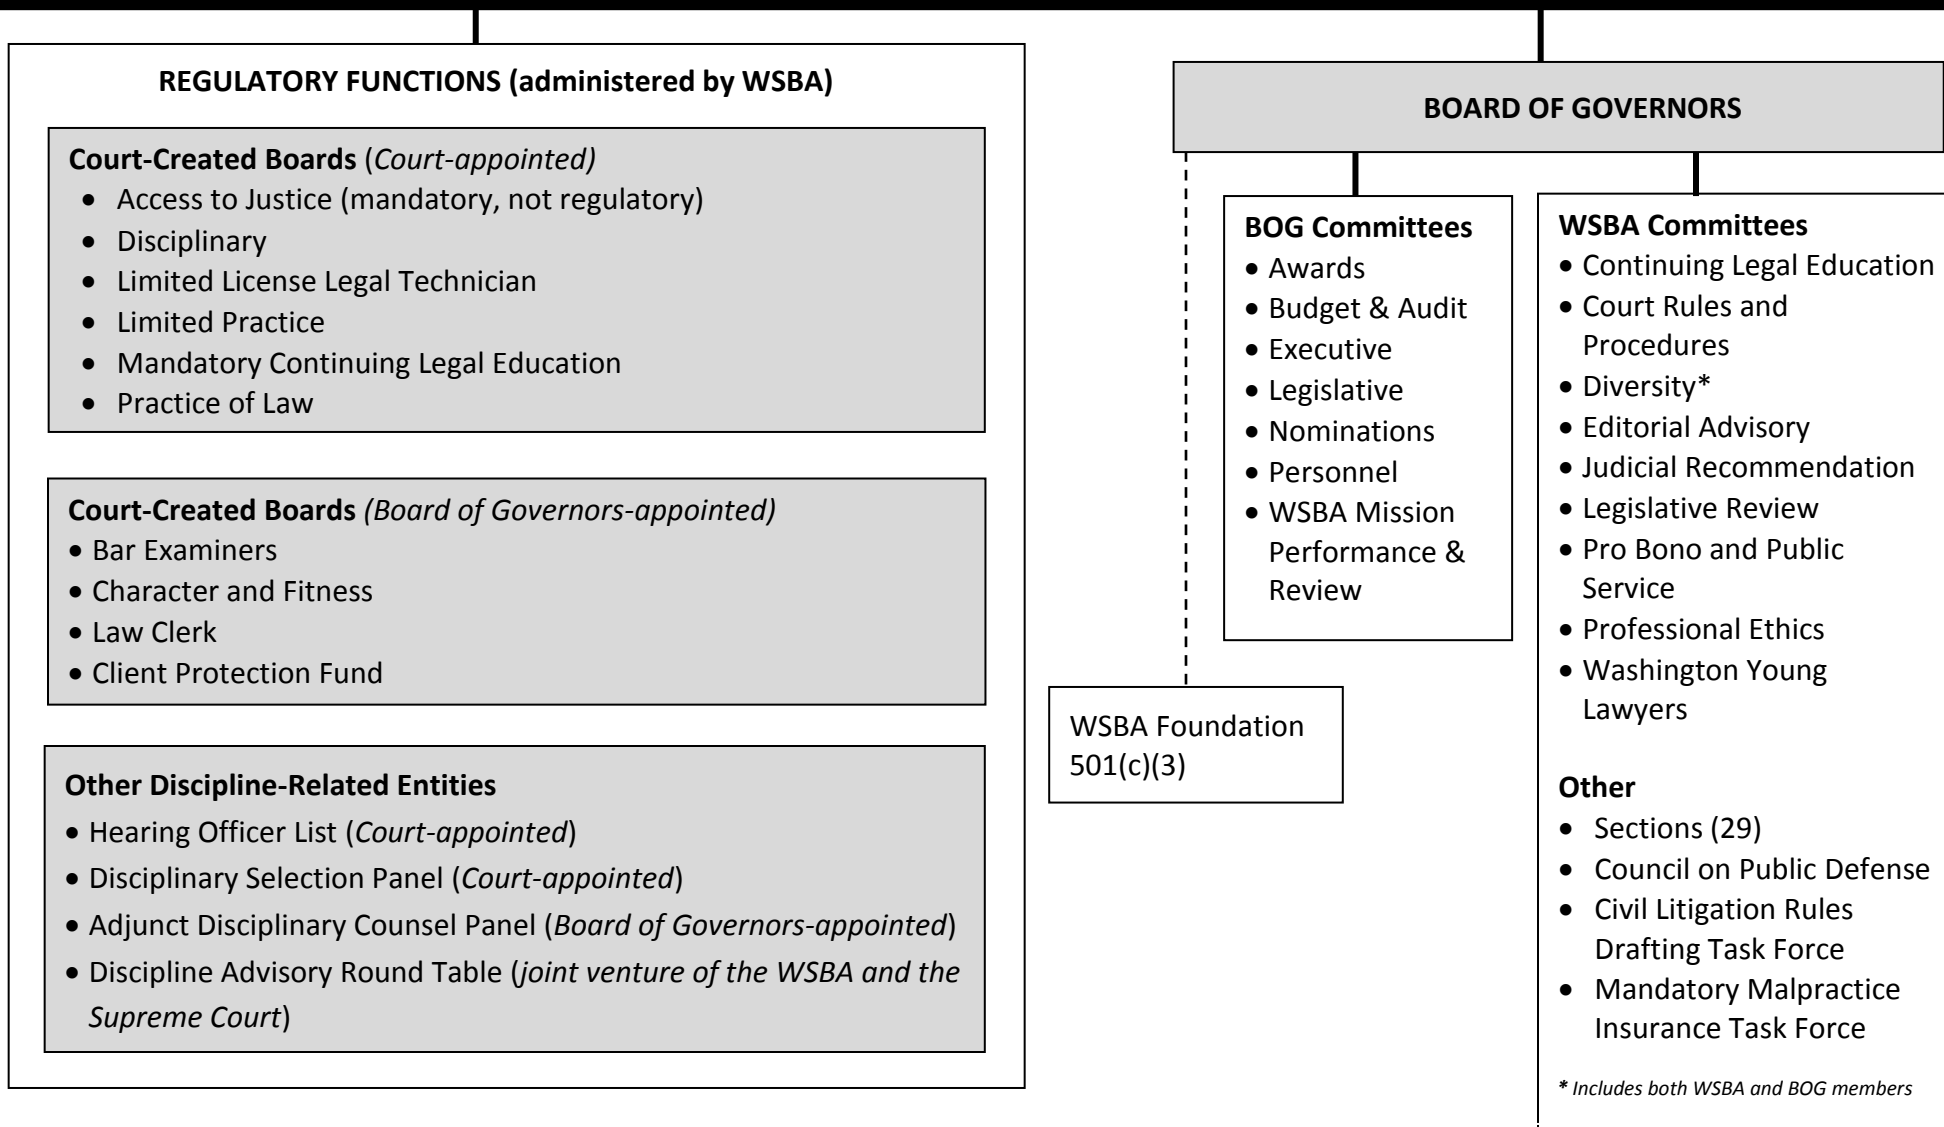 REGULATORY FUNCTIONS (administered by WSBA)
Court-Created Boards (Court-appointed)
• Access to Justice (mandatory, not regulatory)
• Disciplinary
• Limited License Legal Technician
• Limited Practice
• Mandatory Continuing Legal Education
• Practice of Law
Court-Created Boards (Board of Governors-appointed)
• Bar Examiners
• Character and Fitness
• Law Clerk
• Client Protection Fund
Other Discipline-Related Entities
• Hearing Officer List (Court-appointed)
• Disciplinary Selection Panel (Court-appointed)
• Adjunct Disciplinary Counsel Panel (Board of Governors-appointed)
• Discipline Advisory Round Table (joint venture of the WSBA and the
Supreme Court)
BOARD OF GOVERNORS
WSBA Foundation
501(c)(3)
BOG Committees
• Awards
• Budget & Audit
• Executive
• Legislative
• Nominations
• Personnel
• WSBA Mission
Performance &
Review
WSBA Committees
• Continuing Legal Education
• Court Rules and
Procedures
• Diversity*
• Editorial Advisory
• Judicial Recommendation
• Legislative Review
• Pro Bono and Public
Service
• Professional Ethics
• Washington Young
Lawyers
Other
• Sections (29)
• Council on Public Defense
• Civil Litigation Rules
Drafting Task Force
• Mandatory Malpractice
Insurance Task Force
* Includes both WSBA and BOG members